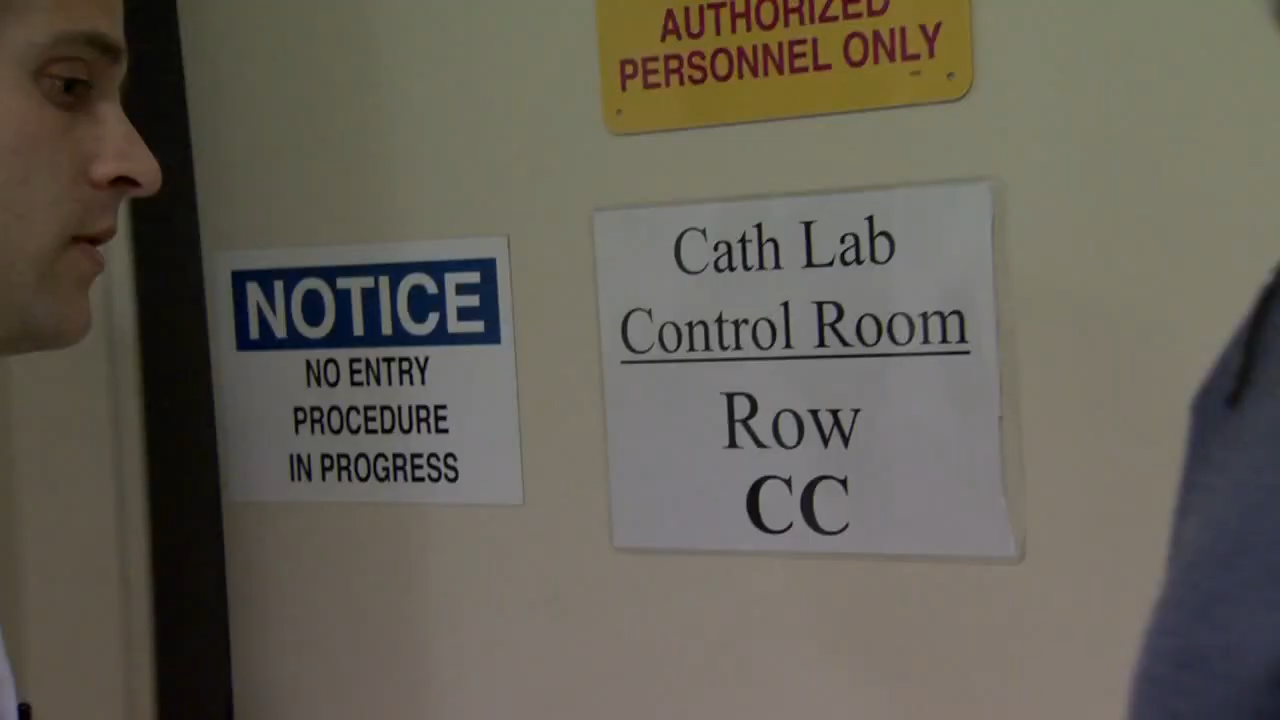 AUTHORIZED
PERSONNEL ONLY
Cath Lab
Control Room
Row
CC
NOTICE
NO ENTRY
PROCEDURE
IN PROGRESS